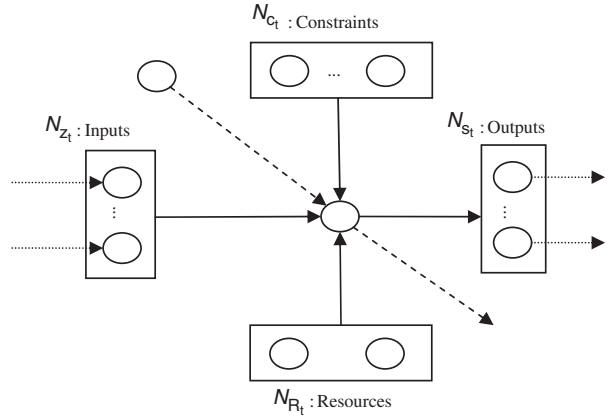 N_{c_t} : Constraints
...
N_{z_t} : Inputs
...
N_{s_t} : Outputs
...
N_{R_t} : Resources